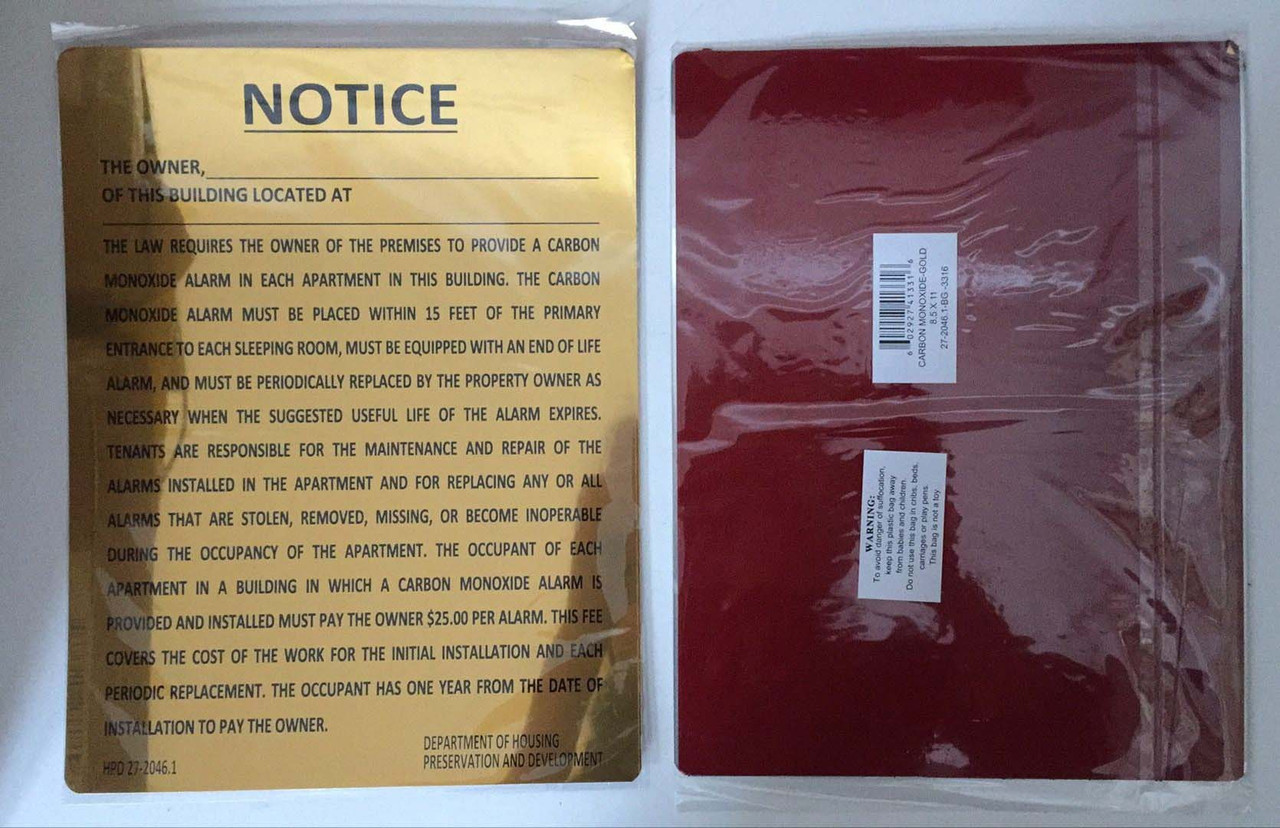 NOTICE
THE OWNER,
OF THIS BUILDING LOCATED AT
THE LAW REQUIRES THE OWNER OF THE PREMISES TO PROVIDE A CARBON
MONOXIDE ALARM IN EACH APARTMENT IN THIS BUILDING. THE CARBON
MONOXIDE ALARM MUST BE PLACED WITHIN 15 FEET OF THE PRIMARY
ENTRANCE TO EACH SLEEPING ROOM, MUST BE EQUIPPED WITH AN END OF LIFE
ALARM, AND MUST BE PERIODICALLY REPLACED BY THE PROPERTY OWNER AS
NECESSARY WHEN THE SUGGESTED USEFUL LIFE OF THE ALARM EXPIRES.
TENANTS ARE RESPONSIBLE FOR THE MAINTENANCE AND REPAIR OF THE
ALARMS INSTALLED IN THE APARTMENT AND FOR REPLACING ANY OR ALL
ALARMS THAT ARE STOLEN, REMOVED, MISSING, OR BECOME INOPERABLE
DURING THE OCCUPANCY OF THE APARTMENT. THE OCCUPANT OF EACH
APARTMENT IN A BUILDING IN WHICH A CARBON MONOXIDE ALARM IS
PROVIDED AND INSTALLED MUST PAY THE OWNER $25.00 PER ALARM. THIS FEE
COVERS THE COST OF THE WORK FOR THE INITIAL INSTALLATION AND EACH
PERIODIC REPLACEMENT. THE OCCUPANT HAS ONE YEAR FROM THE DATE OF
INSTALLATION TO PAY THE OWNER.
DEPARTMENT OF HOUSING
PRESERVATION AND DEVELOPMENT
HPD 27-2046.1
6 02927 41331 6
CARBON MONOXIDE-GOLD
8.5 X 11
27-2046.1-BG -3316
WARNING:
To avoid danger of suffocation,
keep this plastic bag away
from babies and children.
Do not use this bag in cribs, beds,
carriages or play pens.
This bag is not a toy